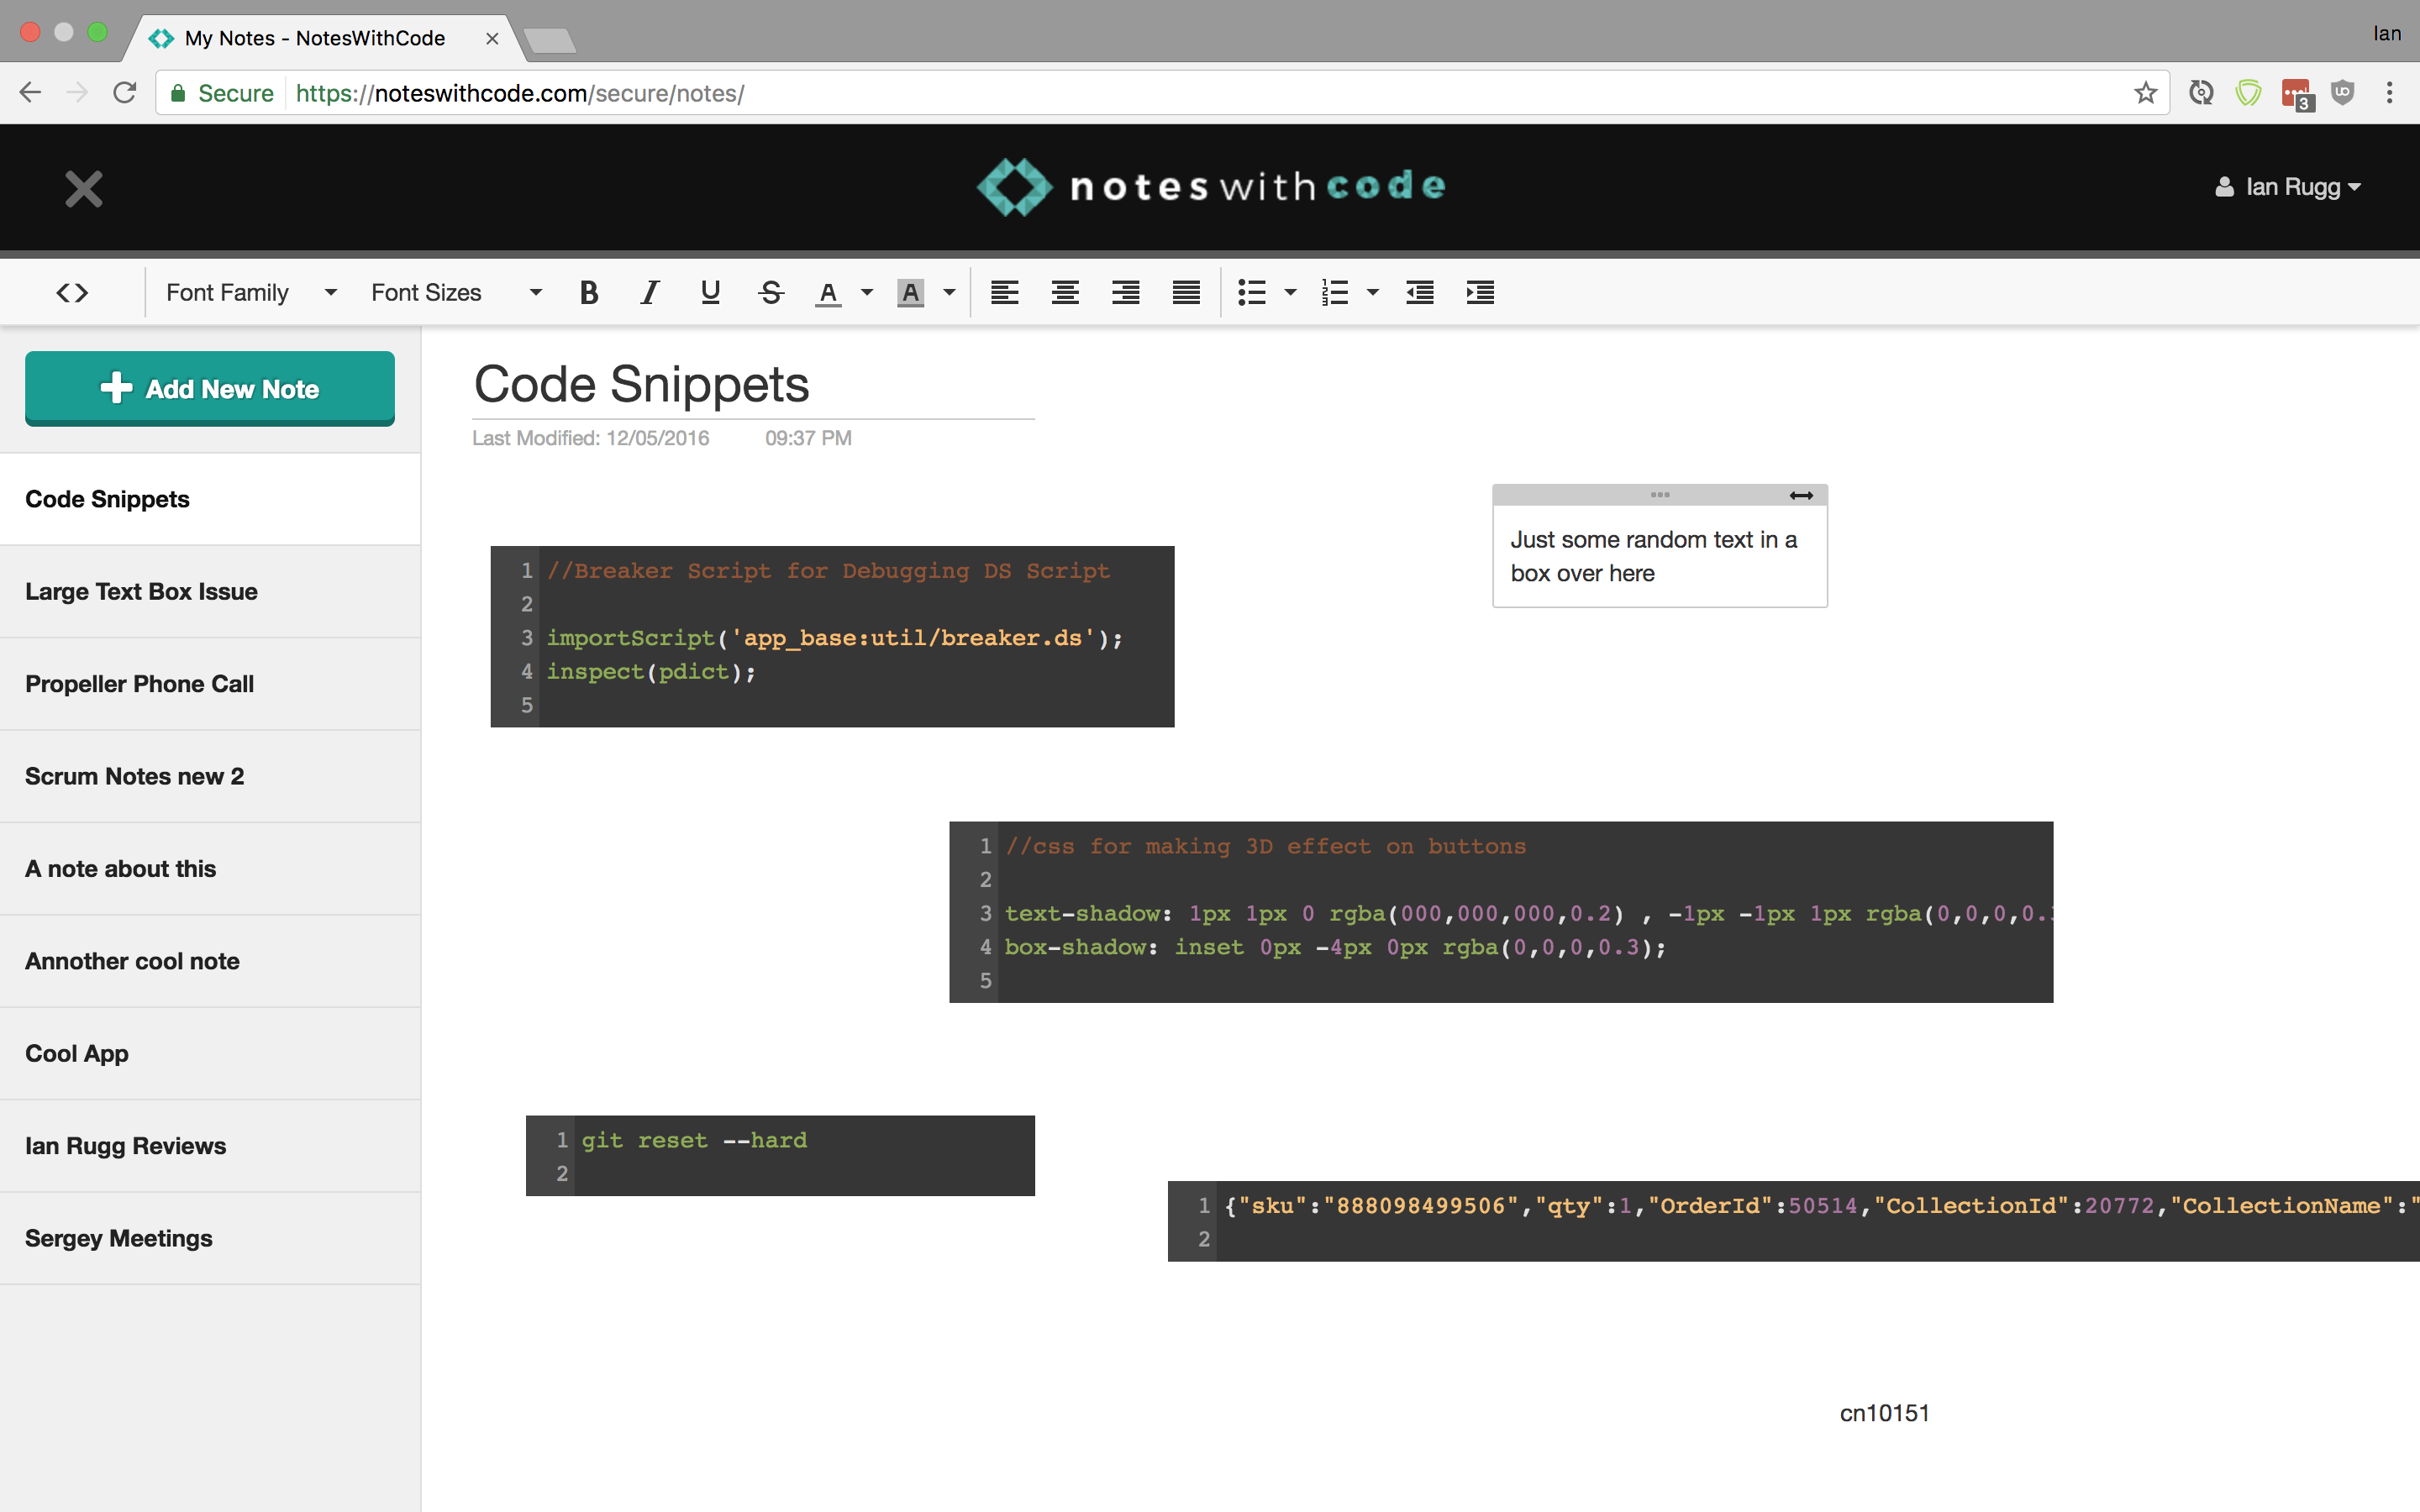 My Notes - NotesWithCode
Ian
Secure https://noteswithcode.com/secure/notes/
3
notes with code
Ian Rugg
Font Family Font Sizes B I U S A A
Add New Note
Code Snippets
Large Text Box Issue
Propeller Phone Call
Scrum Notes new 2
A note about this
Annother cool note
Cool App
Ian Rugg Reviews
Sergey Meetings
Code Snippets
Last Modified: 12/05/2016 09:37 PM
Just some random text in a
box over here
1 //Breaker Script for Debugging DS Script
2
3 importScript('app_base:util/breaker.ds');
4 inspect(pdict);
5
1 //css for making 3D effect on buttons
2
3 text-shadow: 1px 1px 0 rgba(000,000,000,0.2) , -1px -1px 1px rgba(0,0,0,0.
4 box-shadow: inset 0px -4px 0px rgba(0,0,0,0.3);
5
1 git reset --hard
2
1 {"sku":"888098499506","qty":1,"OrderId":50514,"CollectionId":20772,"CollectionName":"
2
cn10151